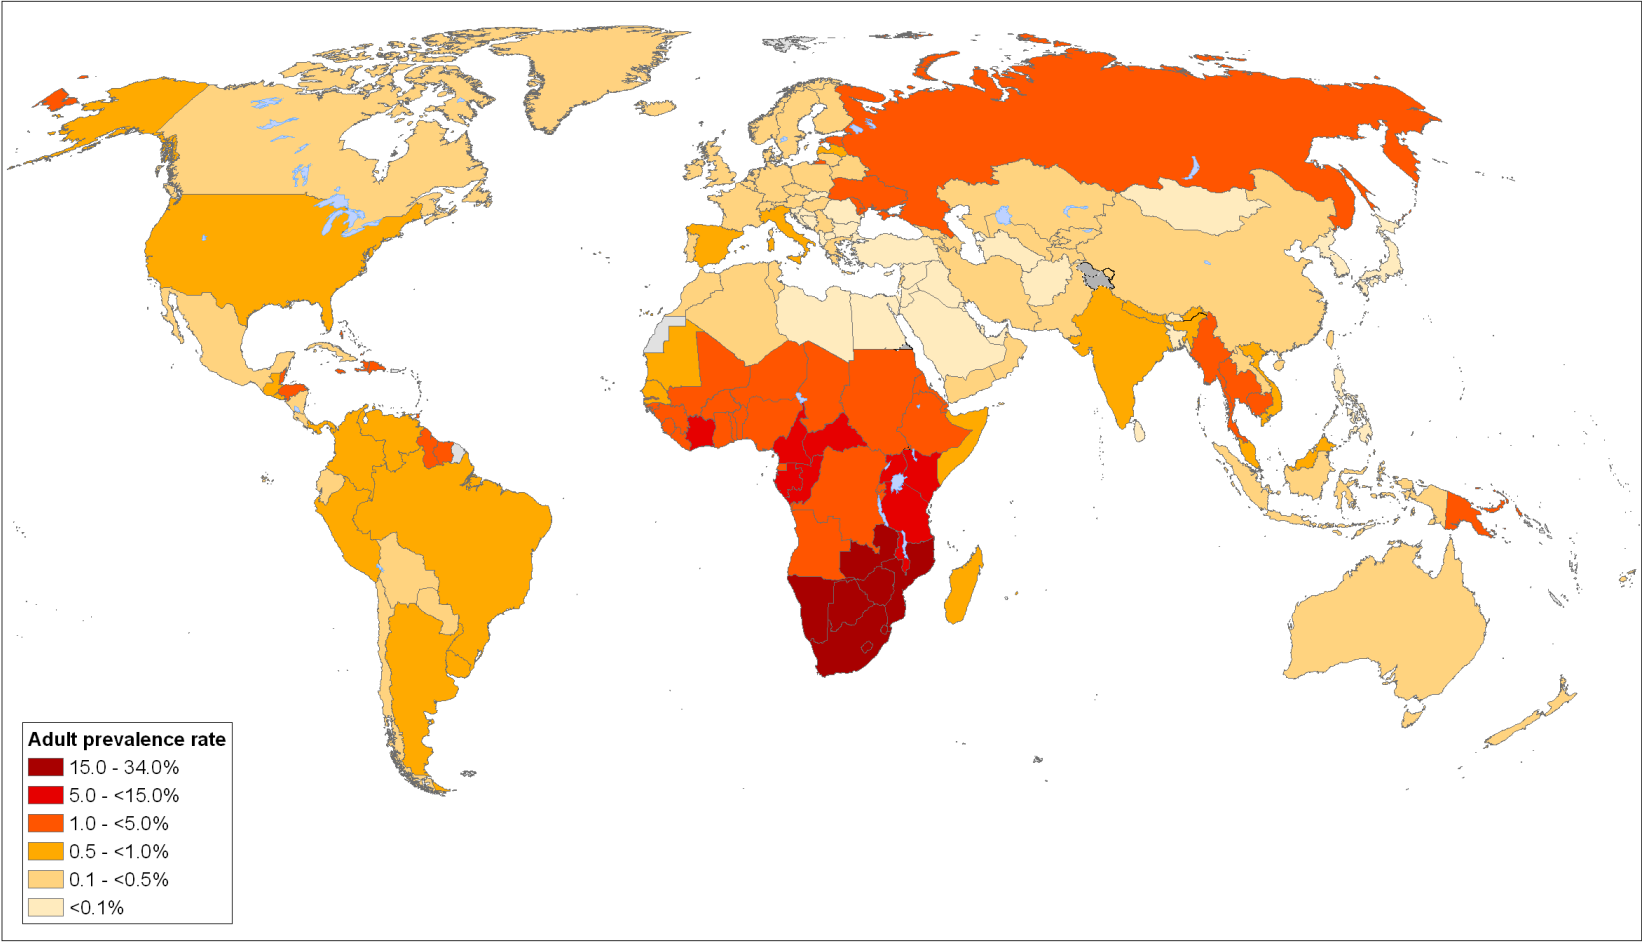 Adult prevalence rate
15.0 - 34.0%
5.0 - <15.0%
1.0 - <5.0%
0.5 - <1.0%
0.1 - <0.5%
<0.1%